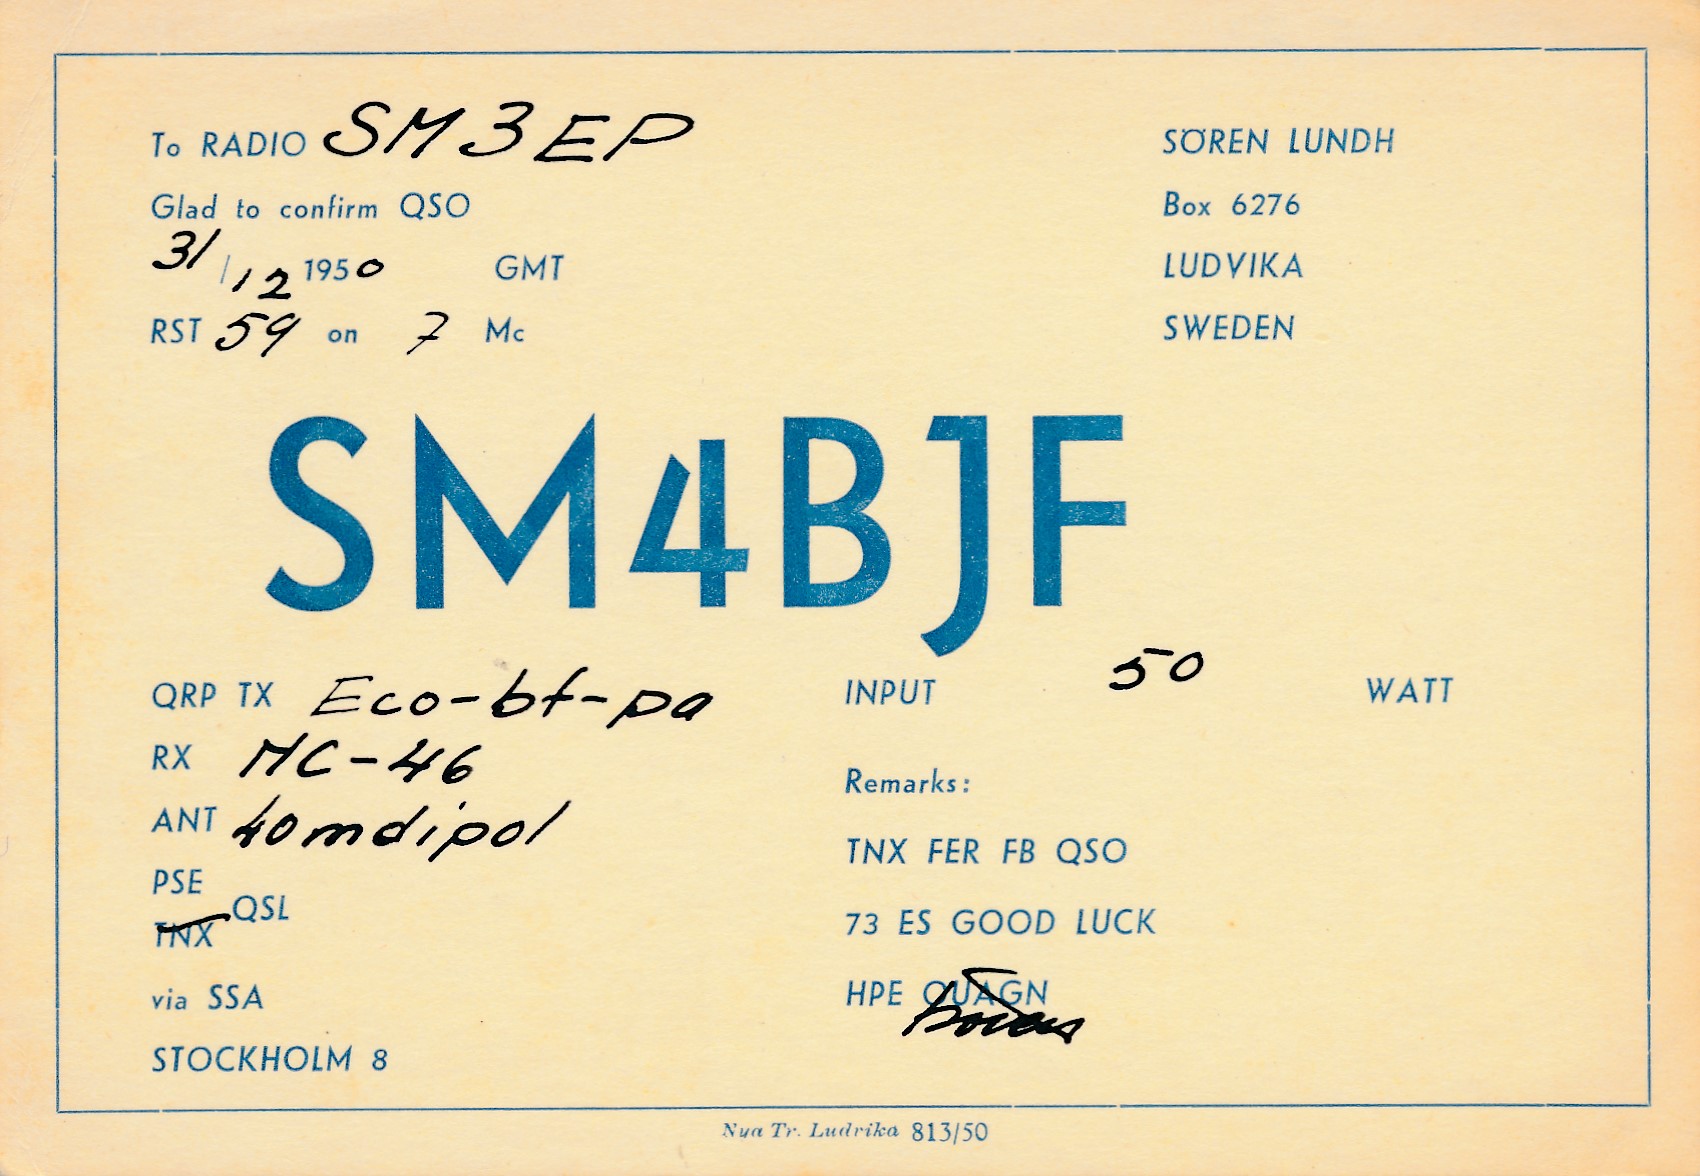 To RADIO SM3EP
Glad to confirm QSO
31/12 1950 GMT
RST 59 on 7 Mc
SÖREN LUNDH
Box 6276
LUDVIKA
SWEDEN
SM4BJF
QRP TX Eco-bf-pa
RX MC-46
ANT 40mdipol
PSE
QSL
TNX
via SSA
STOCKHOLM 8
INPUT 50 WATT
Remarks:
TNX FER FB QSO
73 ES GOOD LUCK
HPE CUAGN
Nya Tr. Ludvika 813/50